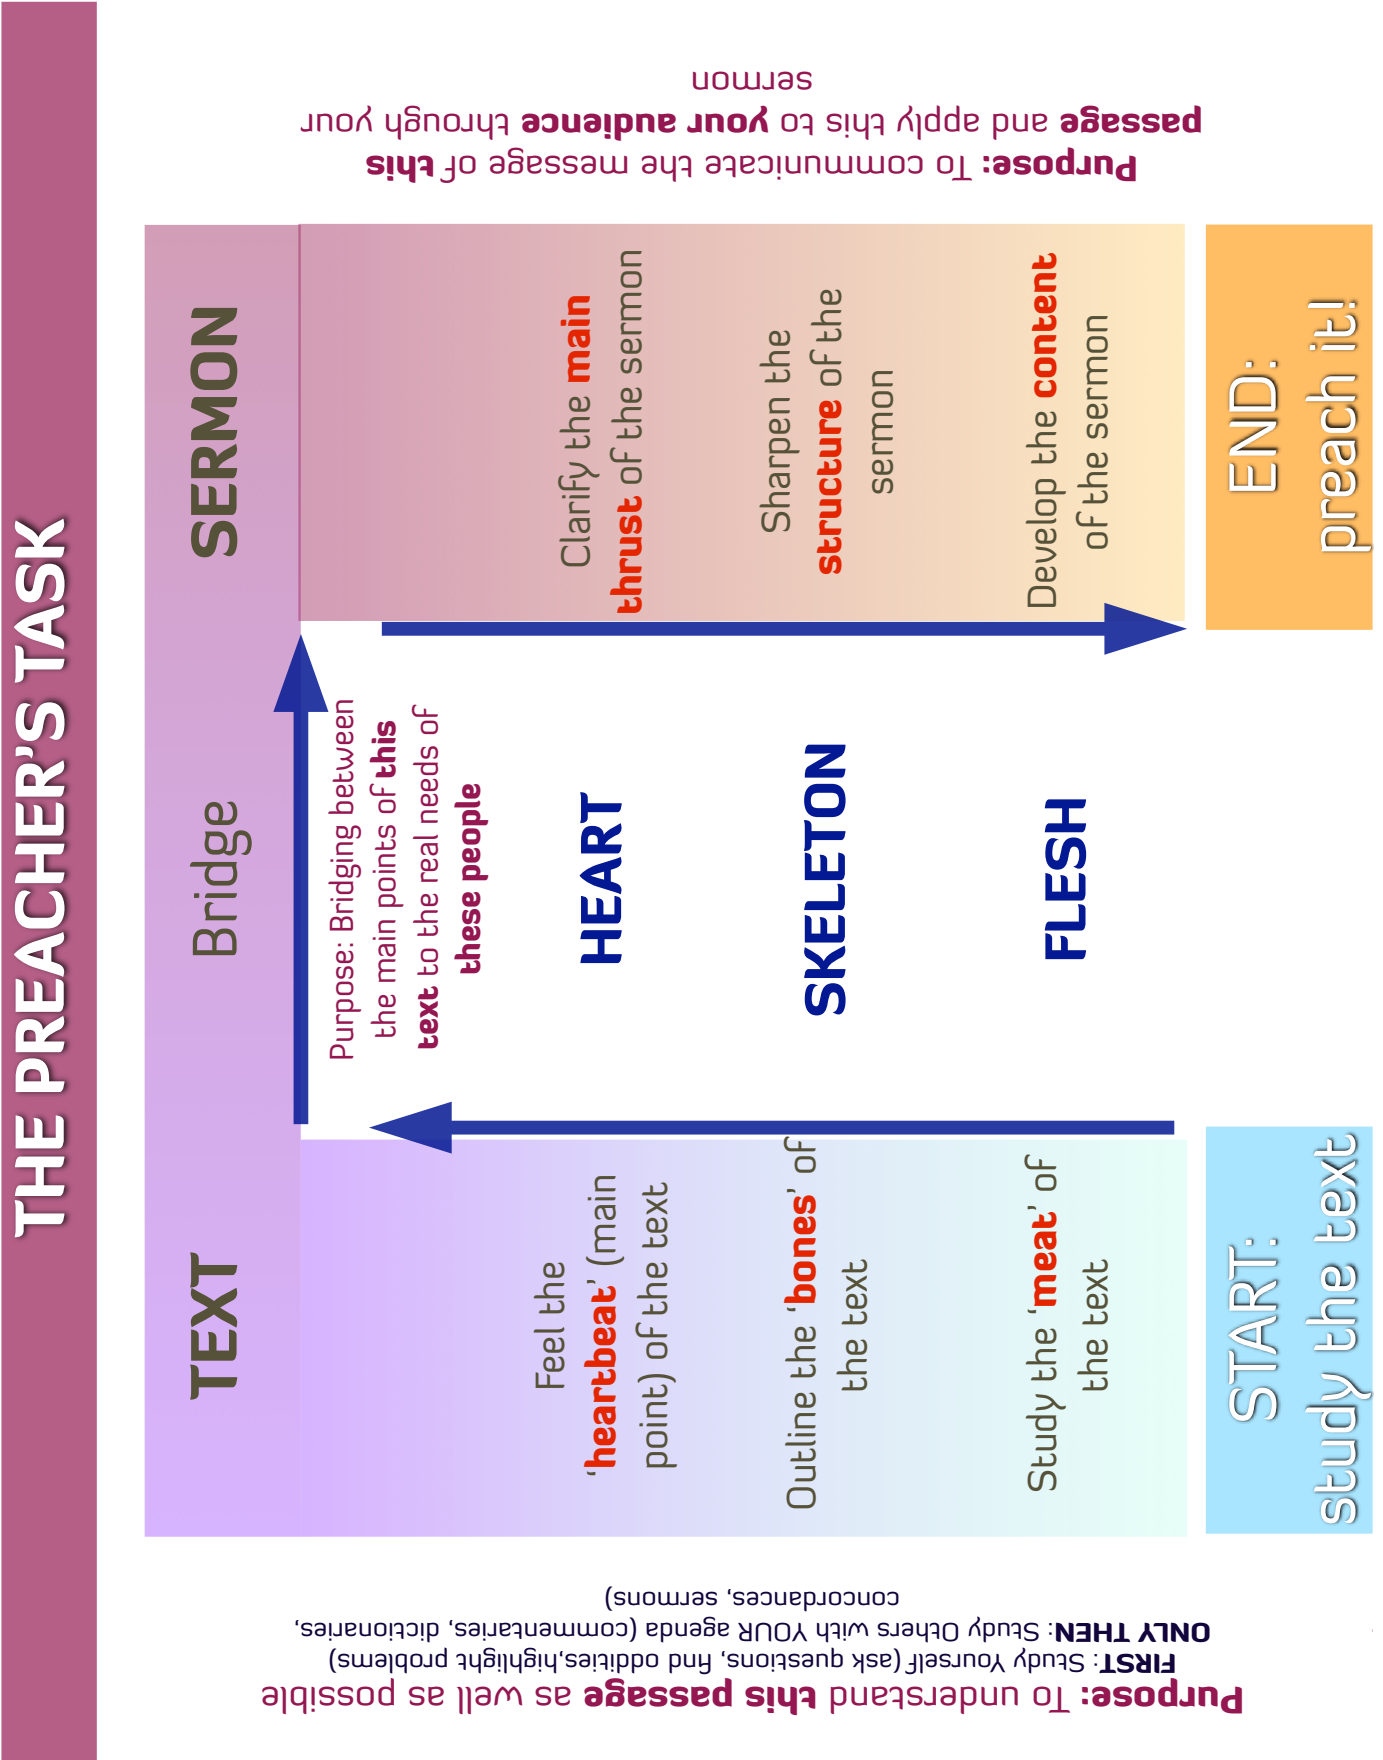 THE PREACHER'S TASK
TEXT
Bridge
SERMON
Purpose: To understand this passage as well as possible
FIRST: Study Yourself (ask questions, find oddities,highlight problems)
ONLY THEN: Study Others with YOUR agenda (commentaries, dictionaries,
concordances, sermons)
Feel the
‘heartbeat’ (main
point) of the text
Outline the ‘bones’ of
the text
Study the ‘meat’ of
the text
START:
study the text
Purpose: Bridging between
the main points of this
text to the real needs of
these people
HEART
SKELETON
FLESH
Clarify the main
thrust of the sermon
Sharpen the
structure of the
sermon
Develop the content
of the sermon
END:
preach it!
Purpose: To communicate the message of this
passage and apply this to your audience through your
sermon